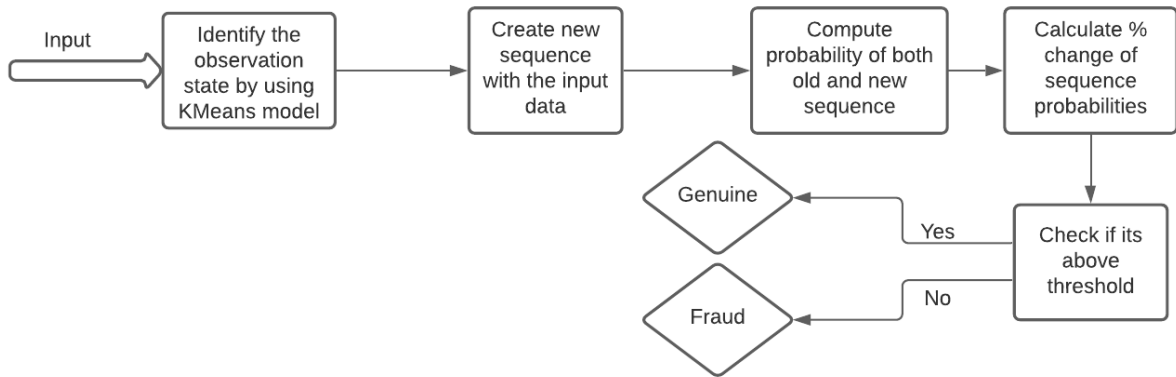 Input
Identify the
observation
state by using
KMeans model
Create new
sequence
with the input
data
Compute
probability of both
old and new
sequence
Calculate %
change of
sequence
probabilities
Check if its
above
threshold
Yes
Genuine
No
Fraud